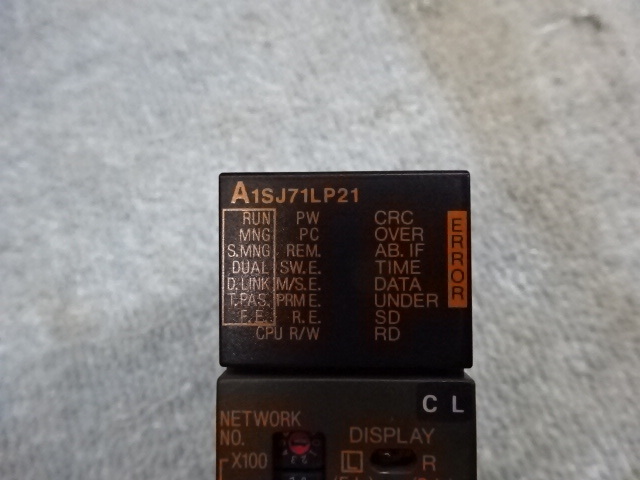 A1SJ71LP21
RUN PW CRC
MNG PC OVER
S.MNG REM. AB.IF
DUAL SW.E. TIME
D.LINK M/S.E. DATA
T.PAS. PRM E. UNDER
F.E. R.E. SD
CPU R/W RD
ERROR
C L
NETWORK
NO. DISPLAY
X100 L R